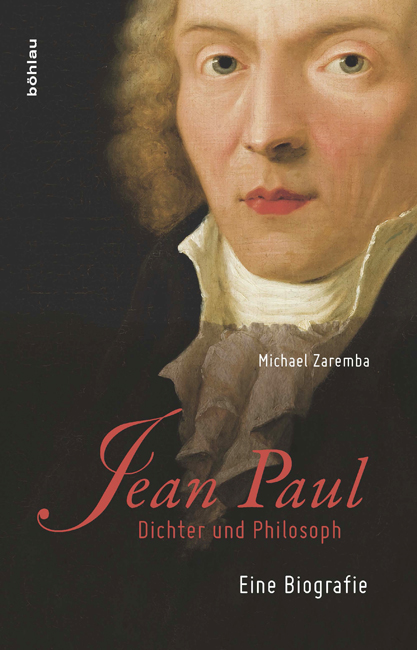 böhlau
Michael Zaremba
Jean Paul
Dichter und Philosoph
Eine Biografie